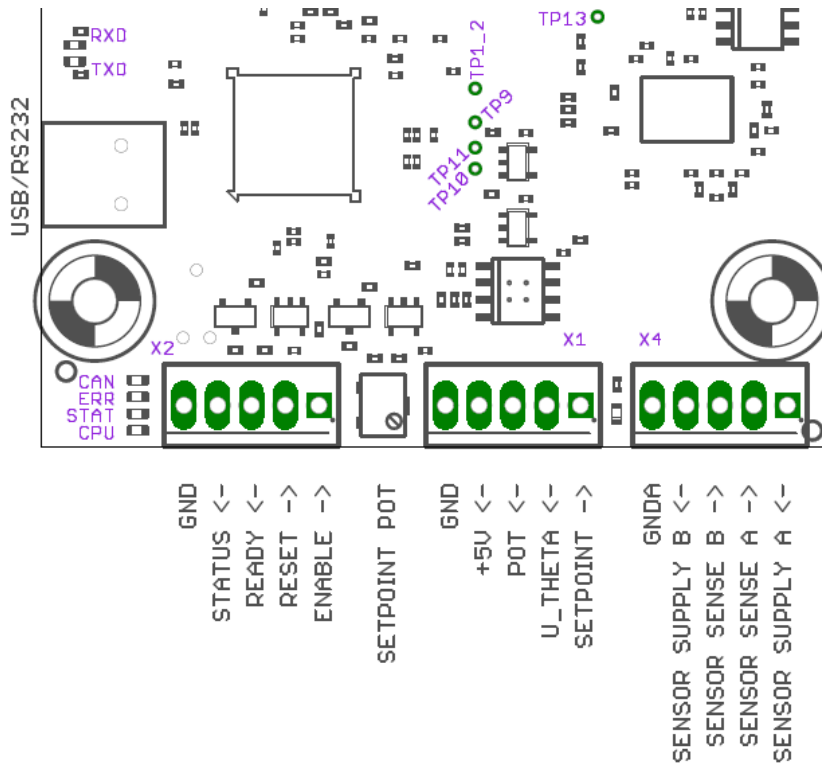 TP13
RXD
TXD
TP1_2
TP9
TP11
TP10
USB/RS232
X2
X1
X4
CAN
ERR
STAT
CPU
GND
STATUS <-
READY <-
RESET ->
ENABLE ->
SETPOINT POT
GND
+5V <-
POT <-
U_THETA <-
SETPOINT ->
GNDA
SENSOR SUPPLY B <-
SENSOR SENSE B ->
SENSOR SENSE A ->
SENSOR SUPPLY A <-